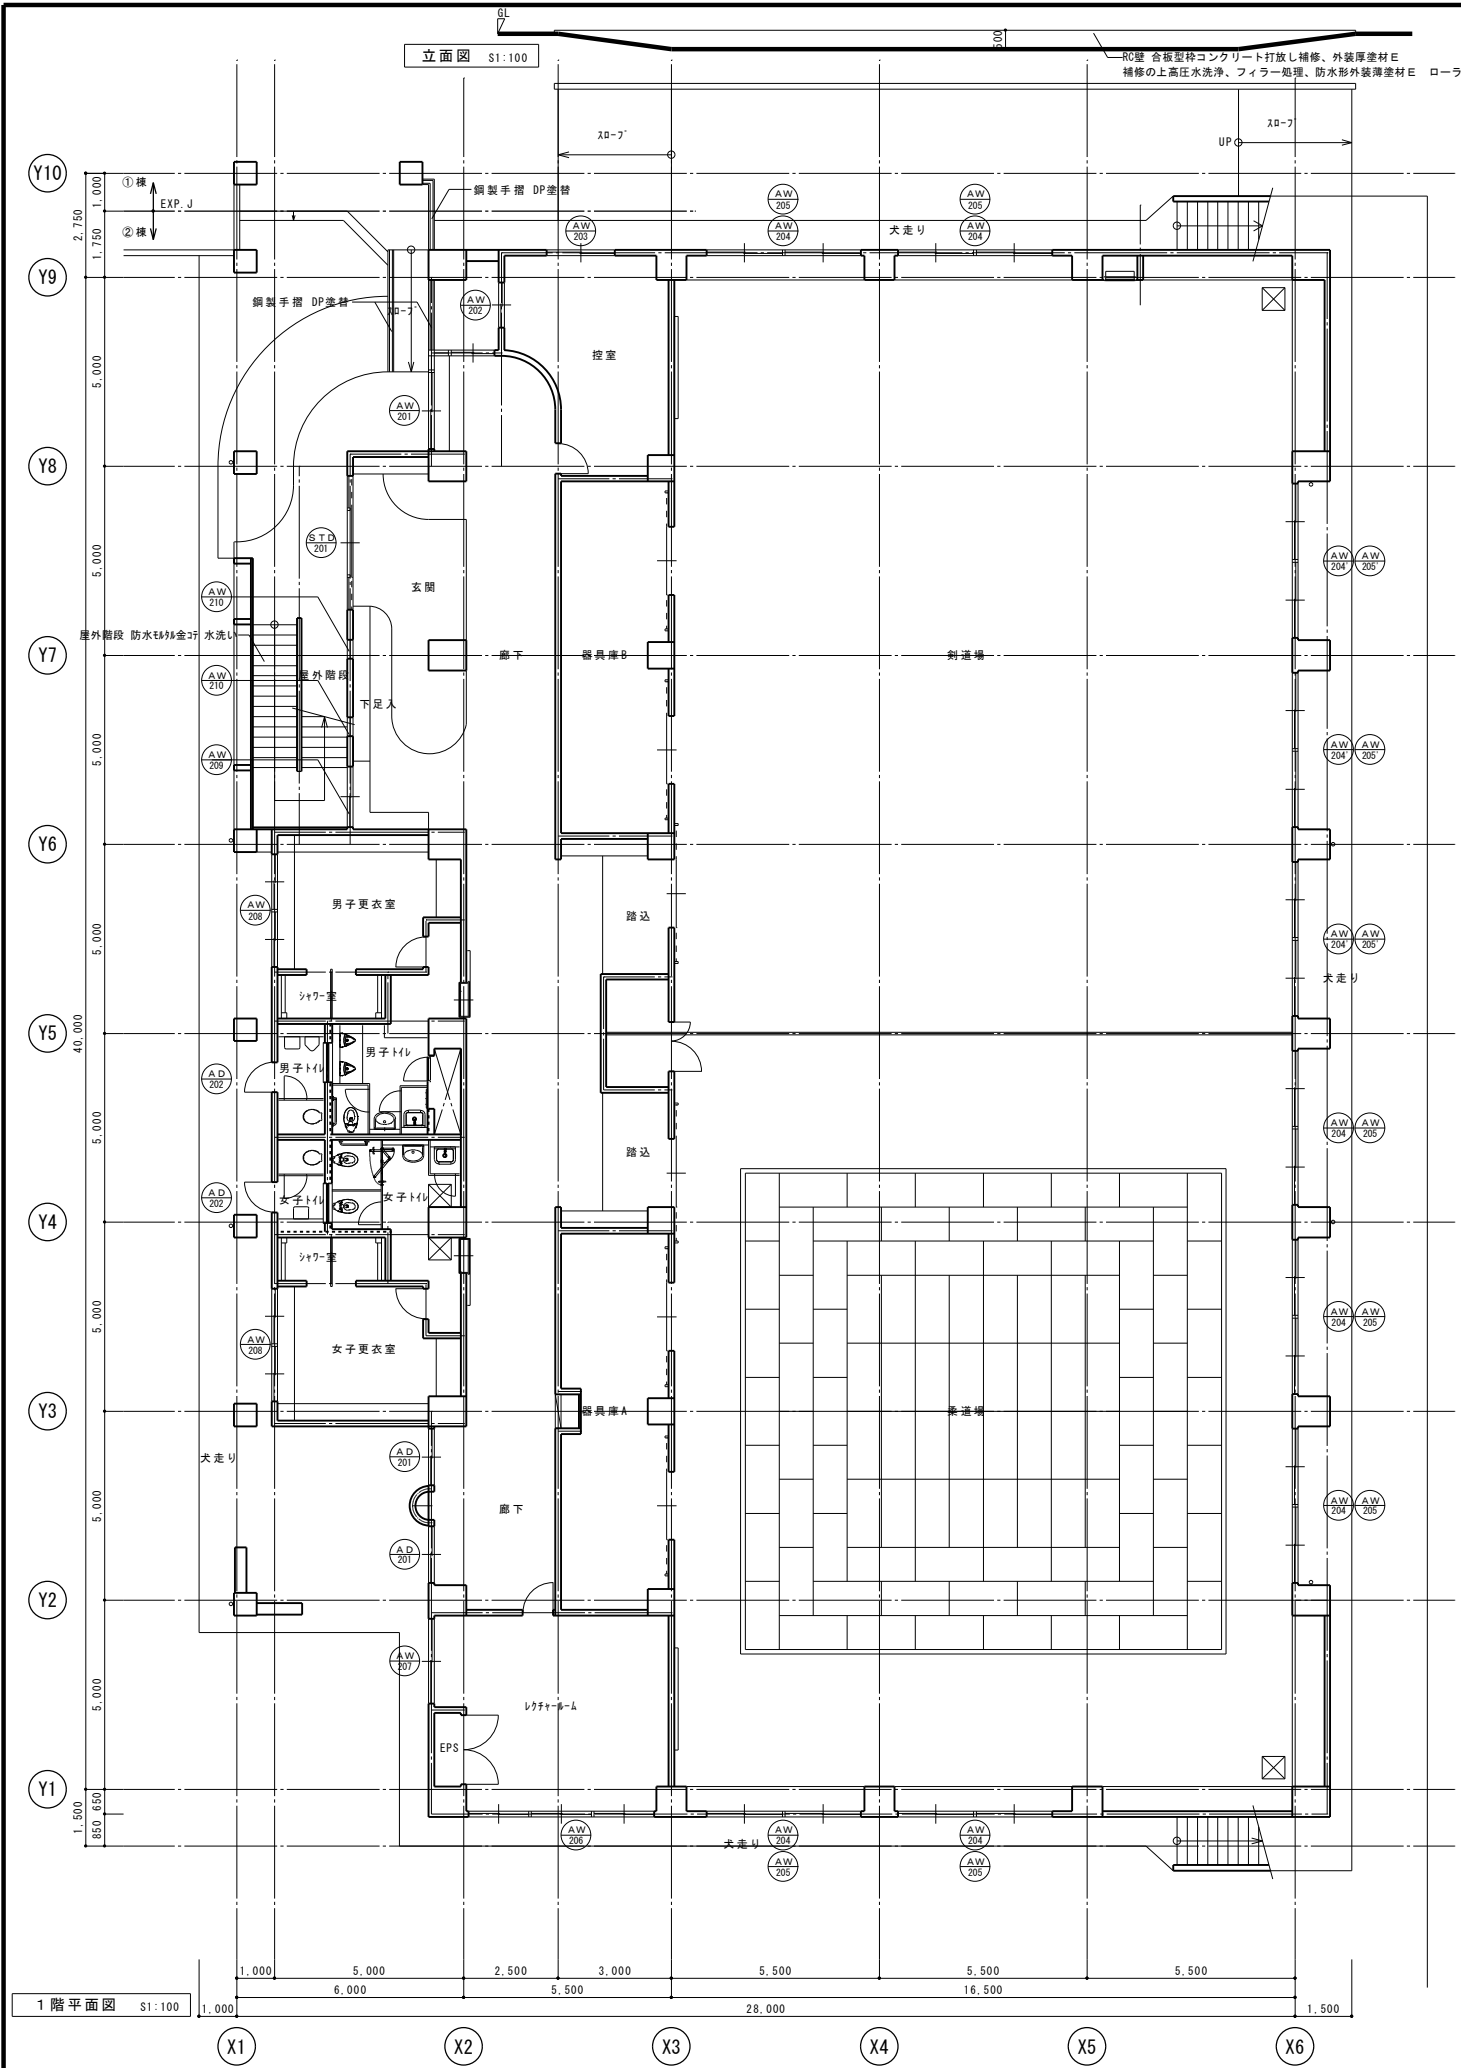 GL
立面図 S1:100
500
RC壁 合板型枠コンクリート打放し補修、外装厚塗材E
補修の上高圧水洗浄、フィラー処理、防水形外装薄塗材E ローラ
スロープ
スロープ
UP
Y10
①棟
EXP.J
②棟
1,000
2,750
1,750
鋼製手摺 DP塗替
AW 205
AW 205
AW 203
AW 204
犬走り
AW 204
Y9
鋼製手摺 DP塗替
スロープ
AW 202
控室
5,000
AW 201
Y8
STD 201
5,000
玄関
AW 204'
AW 205'
AW 210
屋外階段 防水モルタル金コテ 水洗い
Y7
廊下
器具庫B
剣道場
AW 210
屋外階段
下足入
5,000
AW 209
AW 204'
AW 205'
Y6
AW 208
男子更衣室
踏込
5,000
AW 204'
AW 205'
犬走り
シャワー室
Y5
40,000
男子トイレ
男子トイレ
AD 202
5,000
AW 204
AW 205
踏込
AD 202
女子トイレ
女子トイレ
Y4
シャワー室
5,000
AW 204
AW 205
AW 208
女子更衣室
Y3
器具庫A
柔道場
犬走り
AD 201
5,000
廊下
AW 204
AW 205
AD 201
Y2
AW 207
5,000
レクチャールーム
EPS
Y1
650
1,500
850
AW 206
犬走り
AW 204
AW 204
AW 205
AW 205
1,000
5,000
2,500
3,000
5,500
5,500
5,500
6,000
5,500
16,500
1階平面図 S1:100
1,000
28,000
1,500
X1
X2
X3
X4
X5
X6